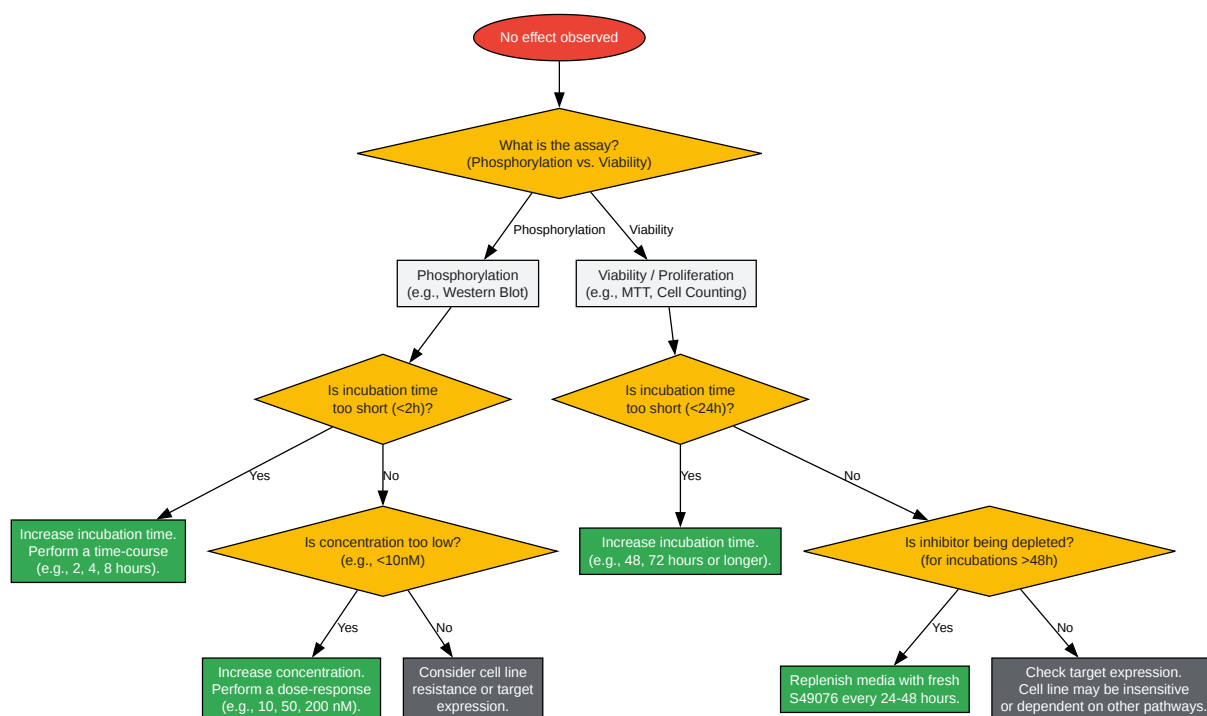 No effect observed
What is the assay?
(Phosphorylation vs. Viability)
Phosphorylation
Viability
Phosphorylation
(e.g., Western Blot)
Viability / Proliferation
(e.g., MTT, Cell Counting)
Is incubation time
too short (<2h)?
Is incubation time
too short (<24h)?
Yes
No
Yes
No
Increase incubation time.
Perform a time-course
(e.g., 2, 4, 8 hours).
Is concentration too low?
(e.g., <10nM)
Increase incubation time.
(e.g., 48, 72 hours or longer).
Is inhibitor being depleted?
(for incubations >48h)
Yes
No
Yes
No
Increase concentration.
Perform a dose-response
(e.g., 10, 50, 200 nM).
Consider cell line
resistance or target
expression.
Replenish media with fresh
S49076 every 24-48 hours.
Check target expression.
Cell line may be insensitive
or dependent on other pathways.